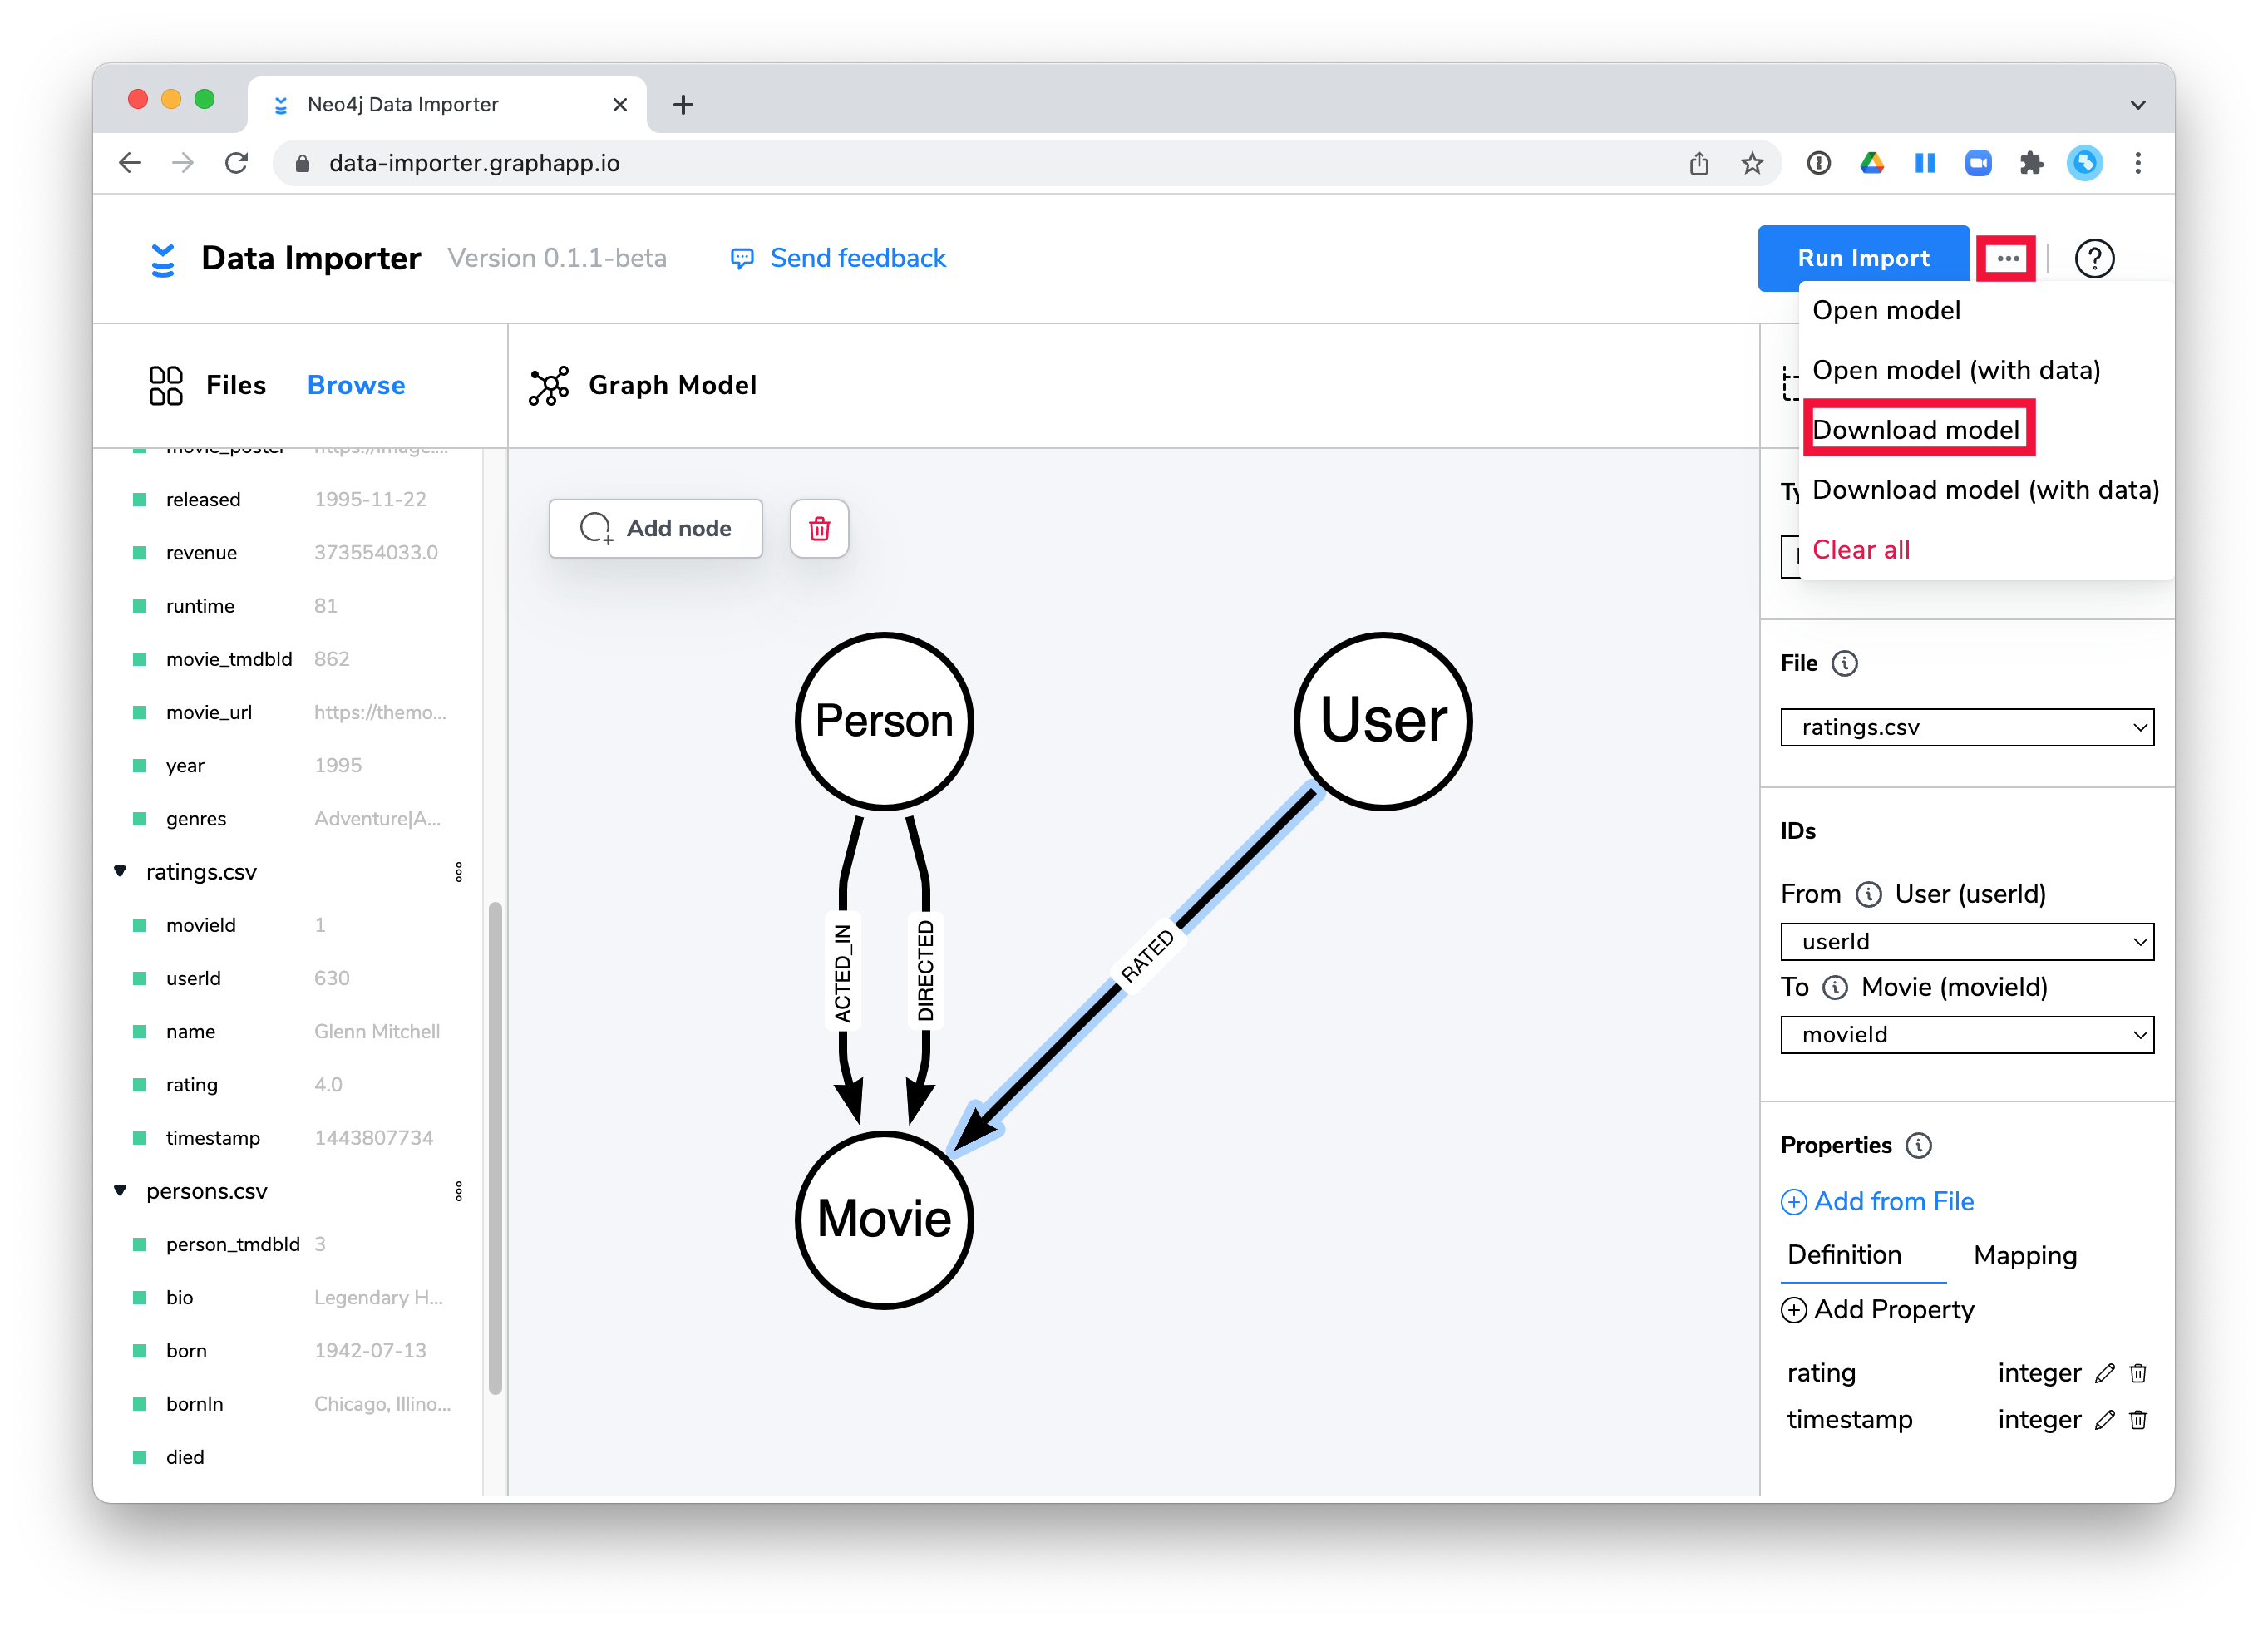 Neo4j Data Importer
data-importer.graphapp.io
Data Importer Version 0.1.1-beta Send feedback
Run Import
Open model
Open model (with data)
Download model
Download model (with data)
Clear all
Files Browse
Graph Model
movie_poster https://image....
released 1995-11-22
revenue 373554033.0
runtime 81
movie_tmdbId 862
movie_url https://themo...
year 1995
genres Adventure|A...
ratings.csv
movieId 1
userId 630
name Glenn Mitchell
rating 4.0
timestamp 1443807734
persons.csv
person_tmdbId 3
bio Legendary H...
born 1942-07-13
bornIn Chicago, Illino...
died
Add node
Person
User
ACTED_IN
DIRECTED
RATED
Movie
File
ratings.csv
IDs
From User (userId)
userId
To Movie (movieId)
movieId
Properties
Add from File
Definition Mapping
Add Property
rating integer
timestamp integer